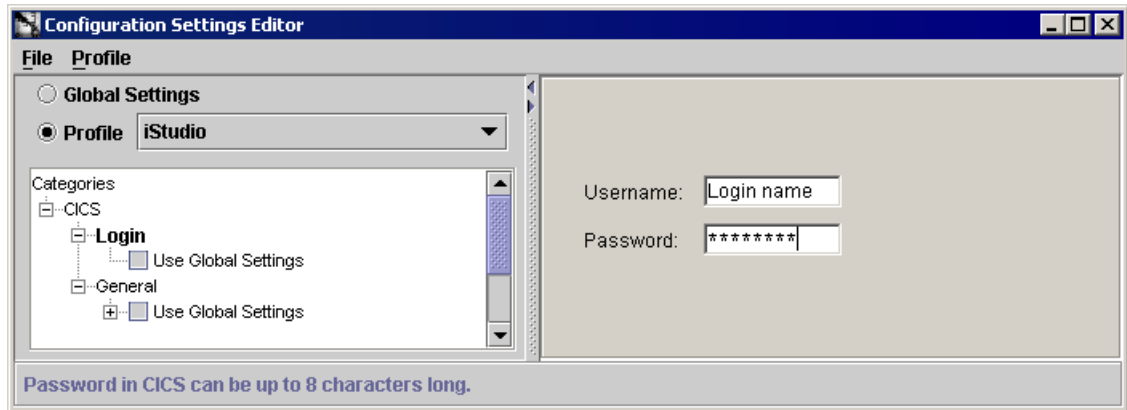 Configuration Settings Editor
File Profile
Global Settings
Profile iStudio
Categories
CICS
Login
Use Global Settings
General
Use Global Settings
Username: Login name
Password: ********
Password in CICS can be up to 8 characters long.